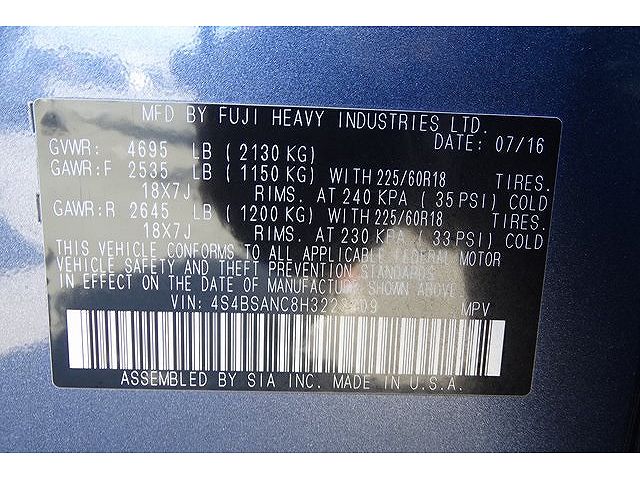 MFD BY FUJI HEAVY INDUSTRIES LTD.
DATE: 07/16
GVWR: 4695 LB ( 2130 KG)
GAWR:F 2535 LB ( 1150 KG) WITH 225/60R18 TIRES.
18X7J RIMS. AT 240 KPA ( 35 PSI) COLD
GAWR:R 2645 LB ( 1200 KG) WITH 225/60R18 TIRES.
18X7J RIMS. AT 230 KPA ( 33 PSI) COLD
THIS VEHICLE CONFORMS TO ALL APPLICABLE FEDERAL MOTOR
VEHICLE SAFETY AND THEFT PREVENTION STANDARDS
IN EFFECT ON THE DATE OF MANUFACTURE SHOWN ABOVE.
VIN: MPV
ASSEMBLED BY SIA INC. MADE IN U.S.A.